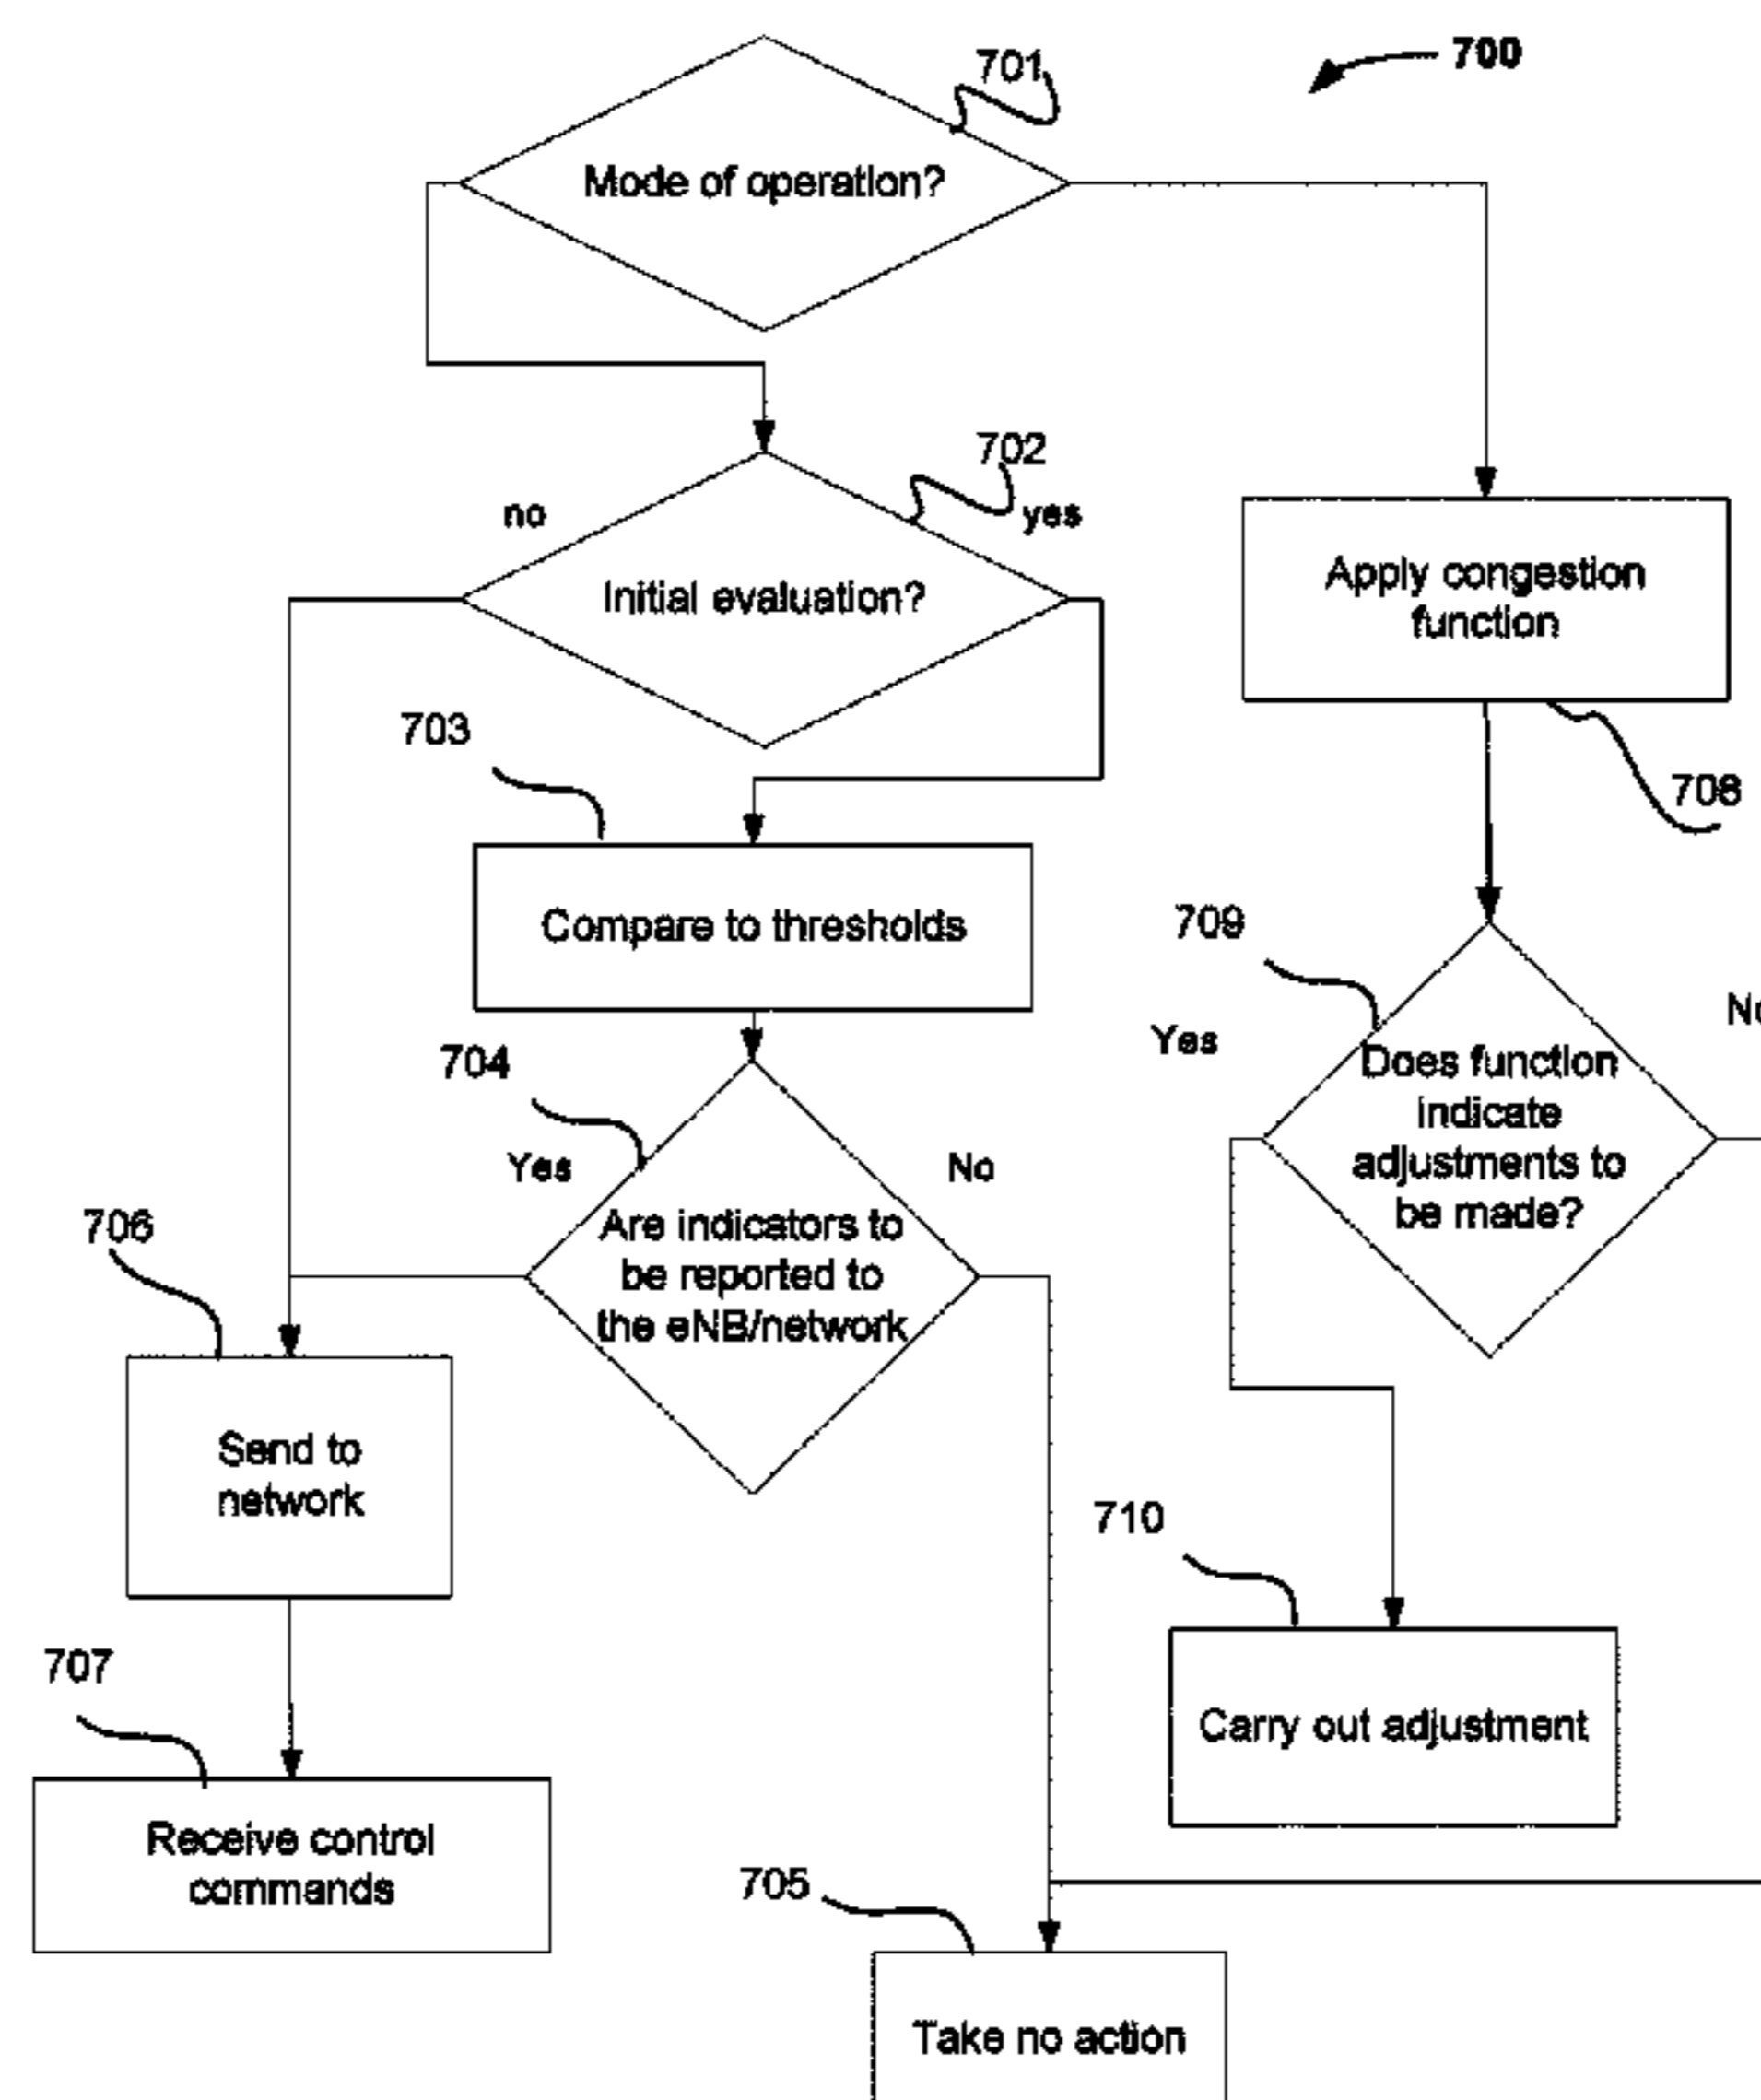 700
701
Mode of operation?
702
no
yes
Initial evaluation?
Apply congestion
function
703
708
Compare to thresholds
709
704
Yes
No
Does function
indicate
adjustments to
be made?
Yes
No
Are indicators to
be reported to
the eNB/network
706
Send to
network
710
707
Carry out adjustment
Receive control
commands
705
Take no action